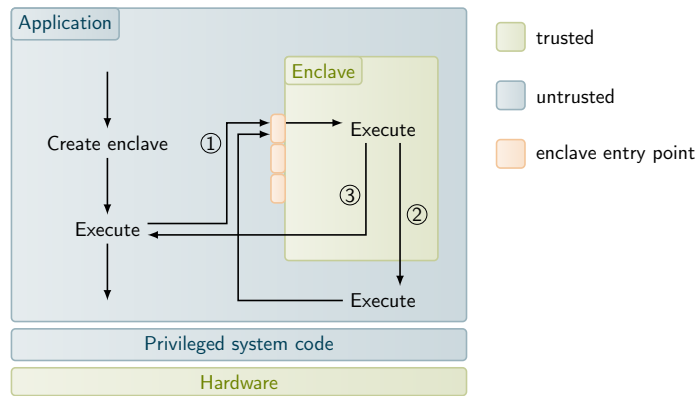 Application
trusted
Enclave
untrusted
①
Execute
Create enclave
enclave entry point
③
②
Execute
Execute
Privileged system code
Hardware